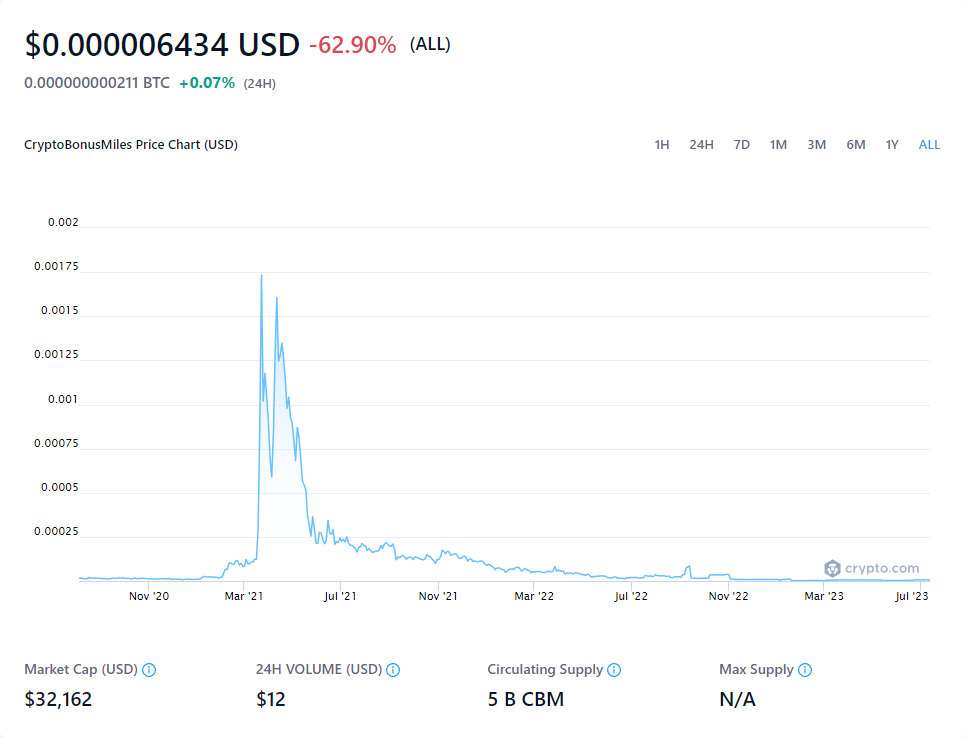 $0.000006434 USD -62.90% (ALL)
0.000000000211 BTC +0.07% (24H)
CryptoBonusMiles Price Chart (USD) 1H 24H 7D 1M 3M 6M 1Y ALL
0.002
0.00175
0.0015
0.00125
0.001
0.00075
0.0005
0.00025
crypto.com
Nov '20 Mar '21 Jul '21 Nov '21 Mar '22 Jul '22 Nov '22 Mar '23 Jul '23
Market Cap (USD) 24H VOLUME (USD) Circulating Supply Max Supply
$32,162 $12 5 B CBM N/A